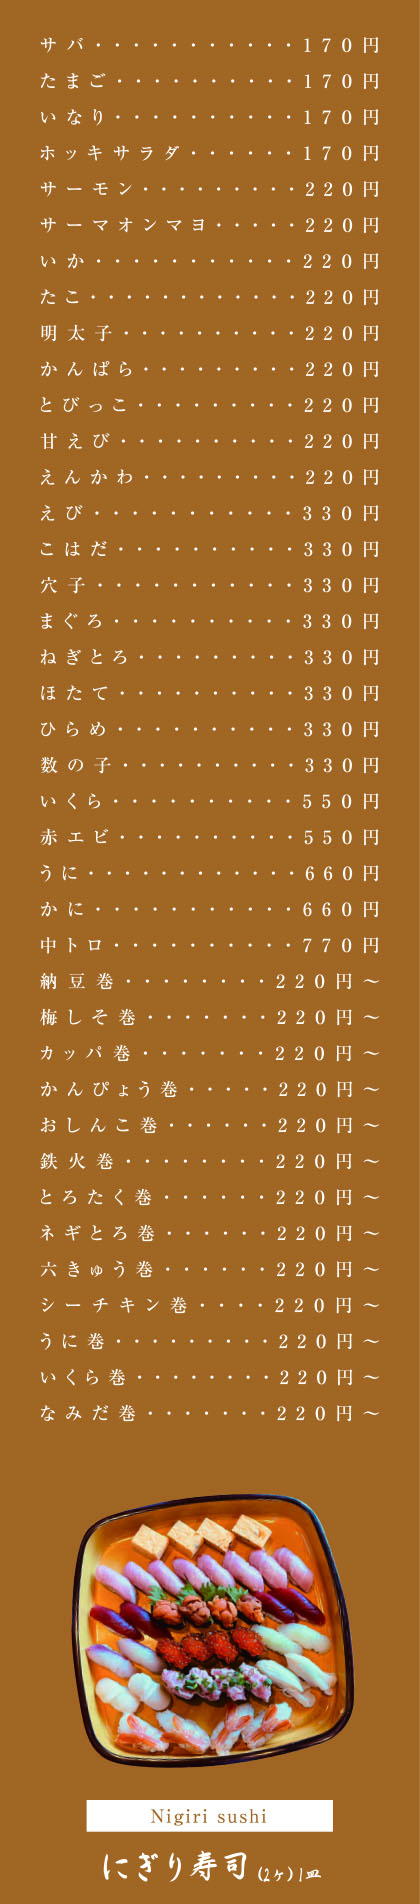 サバ・・・・・・・・・・・170円
たまご・・・・・・・・・・170円
いなり・・・・・・・・・・170円
ホッキサラダ・・・・・・170円
サーモン・・・・・・・・・220円
サーマオンマヨ・・・・・220円
いか・・・・・・・・・・・220円
たこ・・・・・・・・・・・・220円
明太子・・・・・・・・・・220円
かんぱら・・・・・・・・・220円
とびっこ・・・・・・・・・220円
甘えび・・・・・・・・・・220円
えんかわ・・・・・・・・・220円
えび・・・・・・・・・・・330円
こはだ・・・・・・・・・・330円
穴子・・・・・・・・・・・330円
まぐろ・・・・・・・・・・330円
ねぎとろ・・・・・・・・・330円
ほたて・・・・・・・・・・330円
ひらめ・・・・・・・・・・330円
数の子・・・・・・・・・・330円
いくら・・・・・・・・・・550円
赤エビ・・・・・・・・・・550円
うに・・・・・・・・・・・・660円
かに・・・・・・・・・・・660円
中トロ・・・・・・・・・・770円
納豆巻・・・・・・・・220円〜
梅しそ巻・・・・・・・220円〜
カッパ巻・・・・・・・220円〜
かんぴょう巻・・・・・220円〜
おしんこ巻・・・・・・220円〜
鉄火巻・・・・・・・・220円〜
とろたく巻・・・・・・220円〜
ネギとろ巻・・・・・・220円〜
六きゅう巻・・・・・・220円〜
シーチキン巻・・・・220円〜
うに巻・・・・・・・・・220円〜
いくら巻・・・・・・・・220円〜
なみだ巻・・・・・・・220円〜
Nigiri sushi
にぎり寿司(2ヶ)1皿